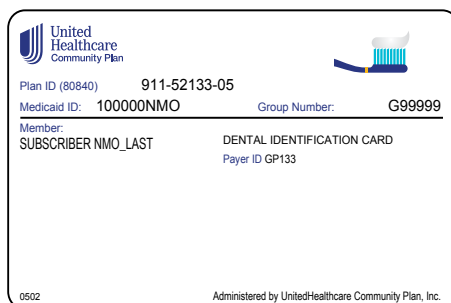 United
Healthcare
Community Plan
Plan ID (80840) 911-52133-05
Medicaid ID: 100000NMO Group Number: G99999
Member:
SUBSCRIBER NMO_LAST
DENTAL IDENTIFICATION CARD
Payer ID GP133
0502 Administered by UnitedHealthcare Community Plan, Inc.